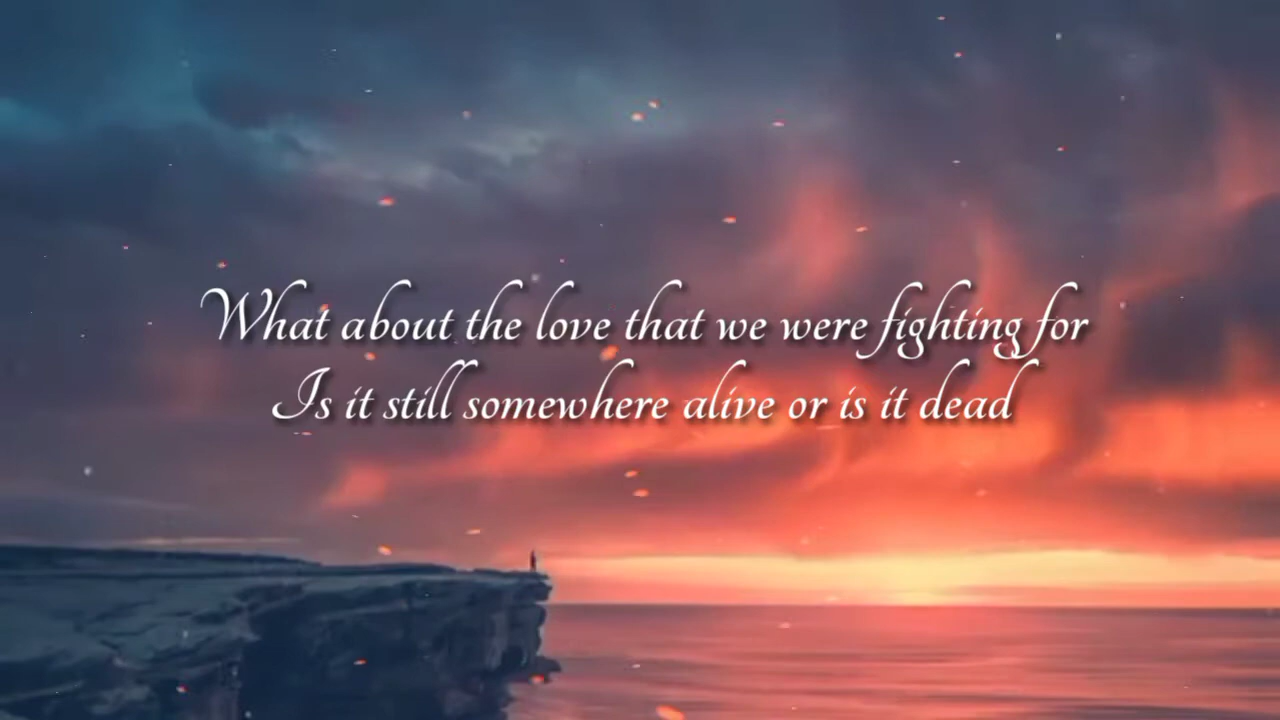 What about the love that we were fighting for
Is it still somewhere alive or is it dead